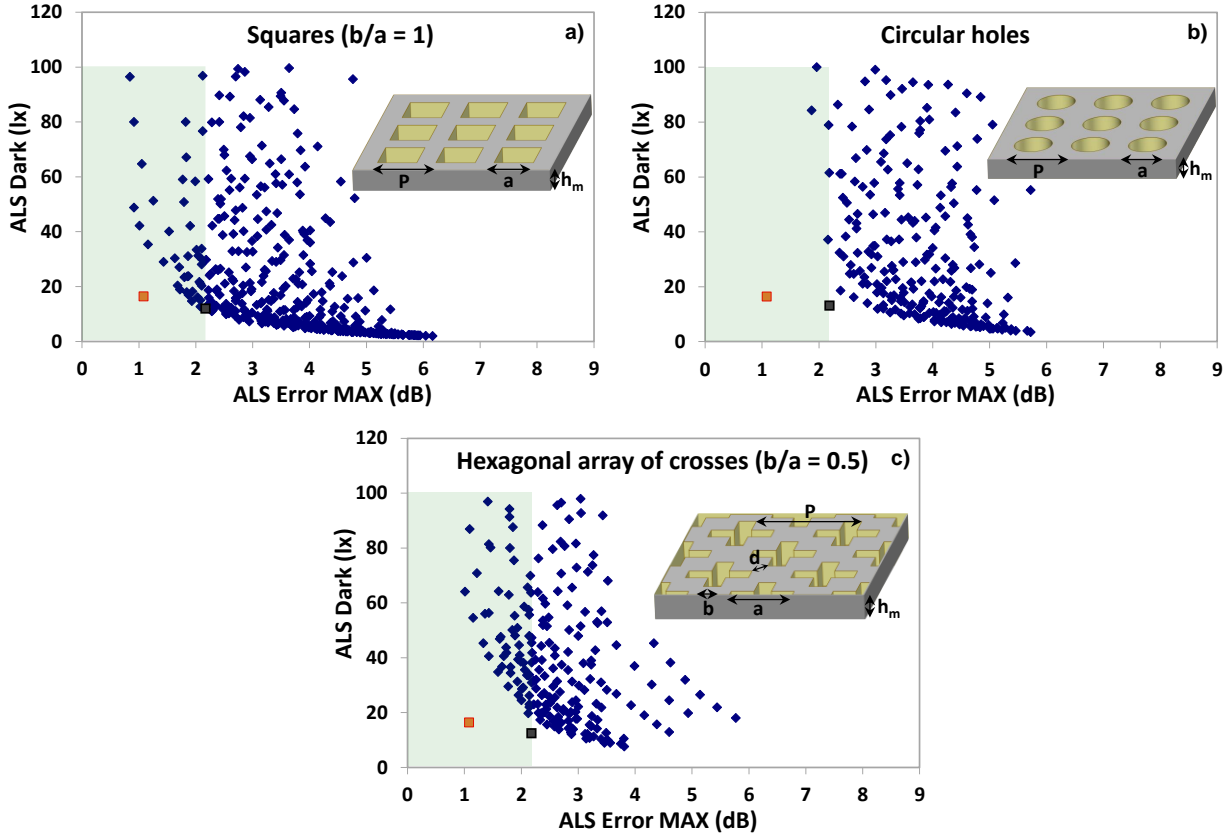 Squares (b/a = 1)
a)
ALS Dark (lx)
120
100
80
60
40
20
0
0 1 2 3 4 5 6 7 8 9
ALS Error MAX (dB)
P
a
hm
Circular holes
b)
ALS Dark (lx)
120
100
80
60
40
20
0
0 1 2 3 4 5 6 7 8 9
ALS Error MAX (dB)
P
a
hm
Hexagonal array of crosses (b/a = 0.5)
c)
ALS Dark (lx)
120
100
80
60
40
20
0
0 1 2 3 4 5 6 7 8 9
ALS Error MAX (dB)
P
d
b
a
hm